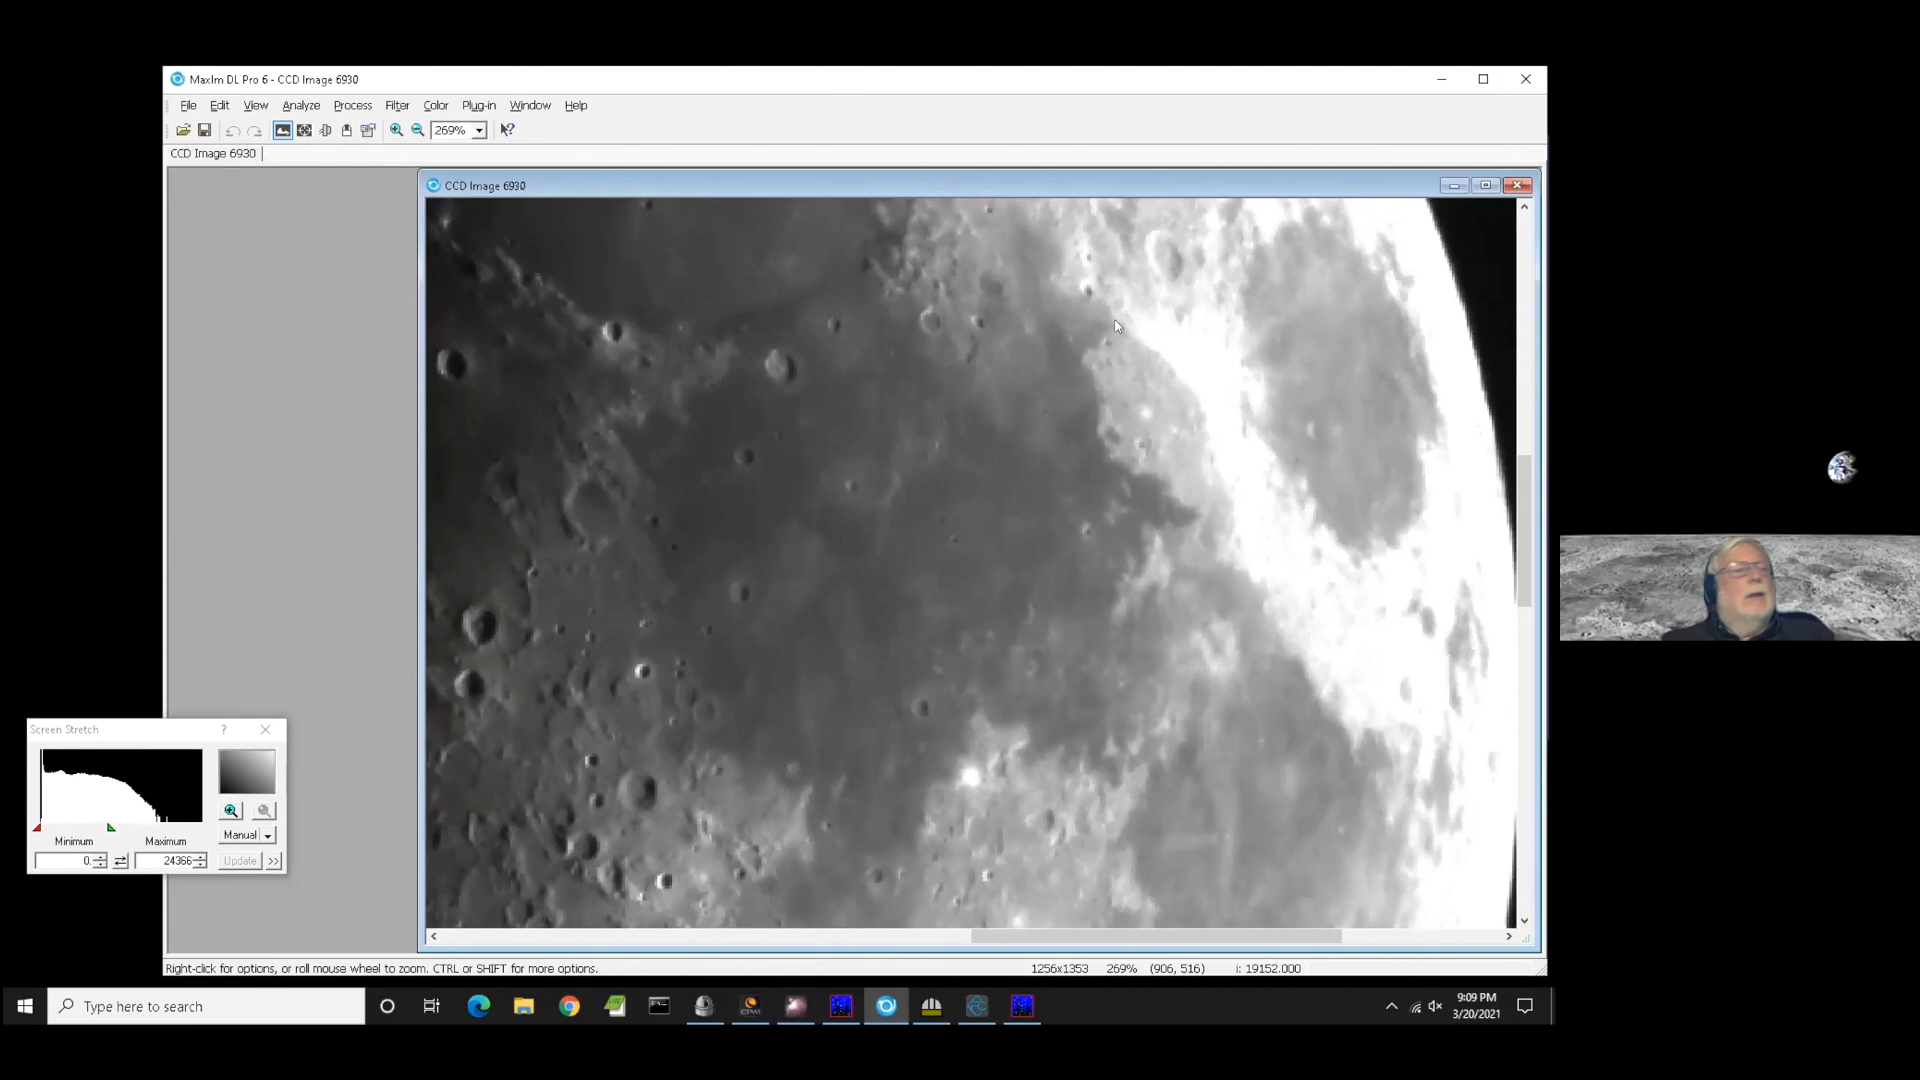 MaxIm DL Pro 6 - CCD Image 6930
File Edit View Analyze Process Filter Color Plug-in Window Help
269%
CCD Image 6930
CCD Image 6930
Screen Stretch
Minimum Maximum
0. 24366
Manual
Update >>
Right-click for options, or roll mouse wheel to zoom. CTRL or SHIFT for more options. 1256x1353 269% (906, 516) i: 19152.000
Type here to search
CPWI
9:09 PM
3/20/2021